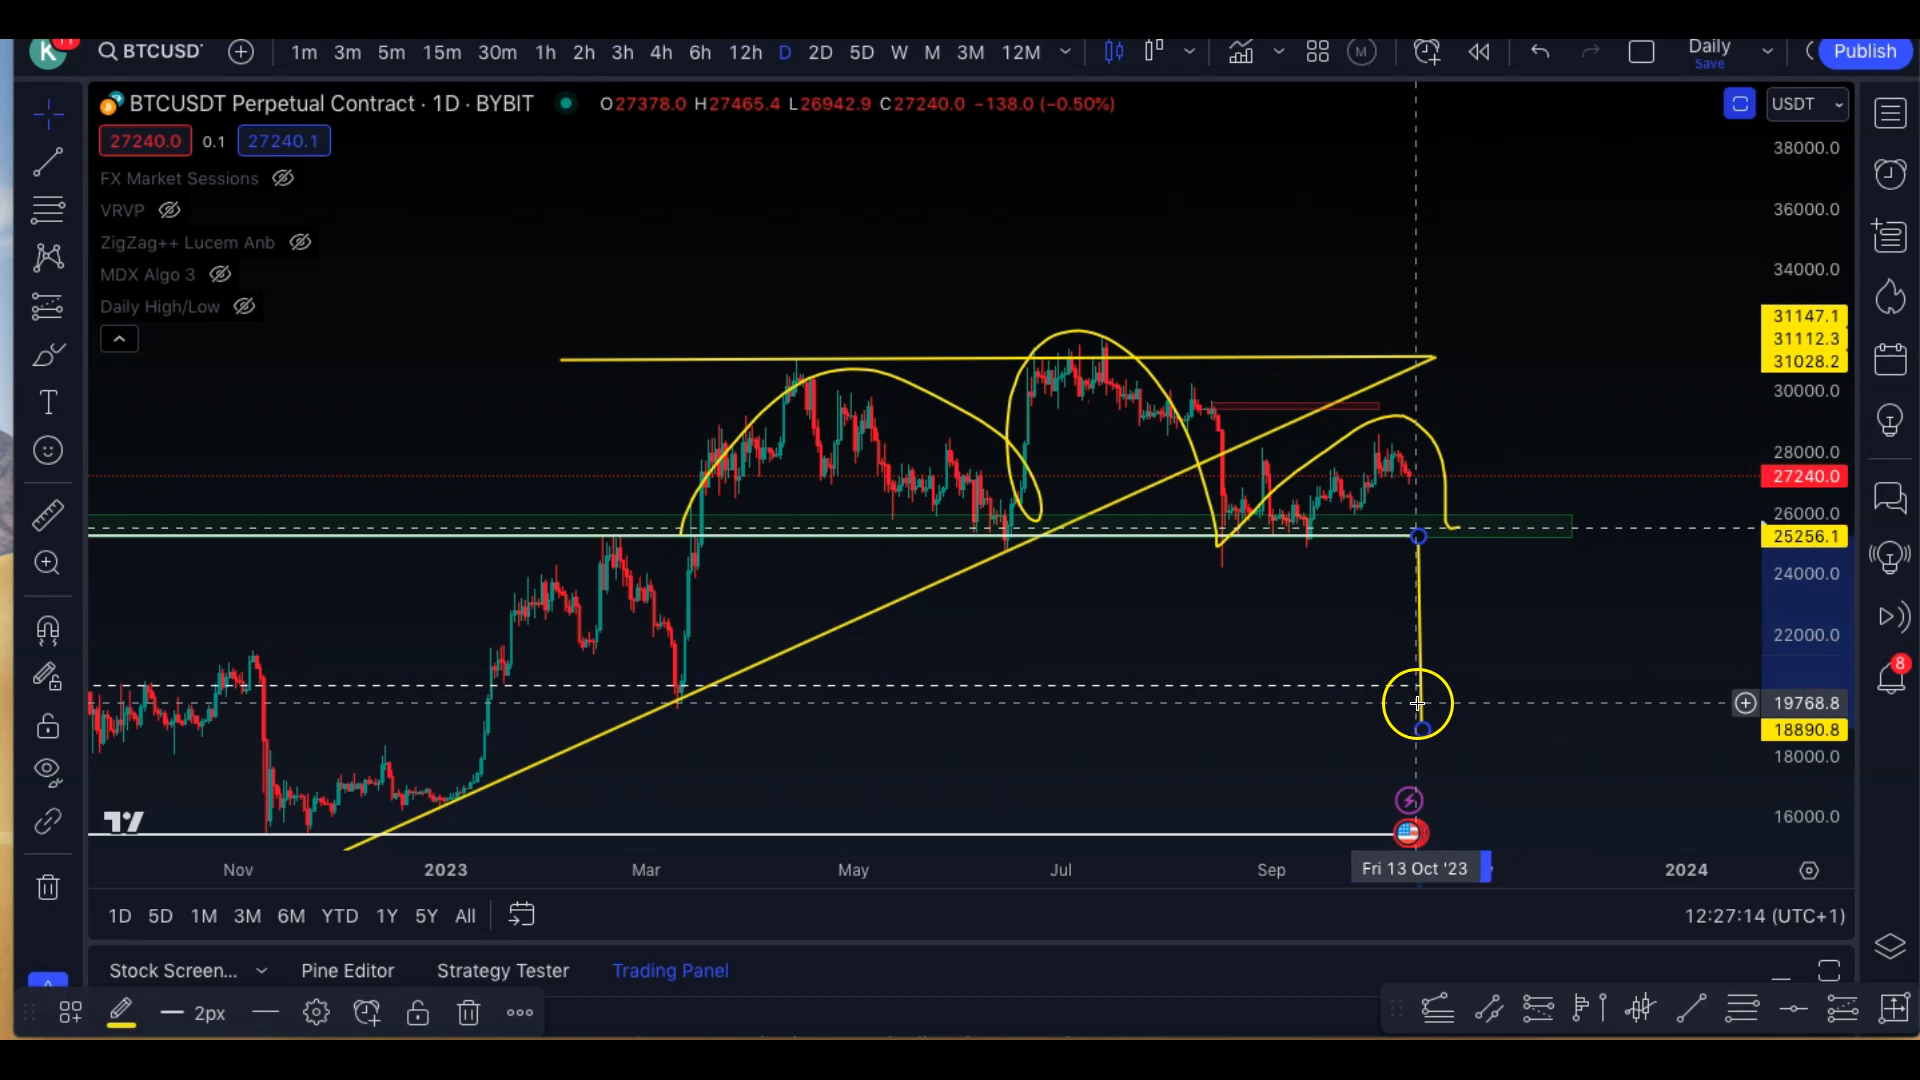 K 11 BTCUSDT 1m 3m 5m 15m 30m 1h 2h 3h 4h 6h 12h D 2D 5D W M 3M 12M M Daily Save Publish
BTCUSDT Perpetual Contract · 1D · BYBIT O27378.0 H27465.4 L26942.9 C27240.0 −138.0 (−0.50%) USDT
27240.0 0.1 27240.1
FX Market Sessions
VRVP
ZigZag++ Lucem Anb
MDX Algo 3
Daily High/Low
38000.0
36000.0
34000.0
31147.1
31112.3
31028.2
30000.0
28000.0
27240.0
26000.0
25256.1
24000.0
22000.0
19768.8
18890.8
18000.0
16000.0
8
Nov 2023 Mar May Jul Sep Fri 13 Oct '23 2024
1D 5D 1M 3M 6M YTD 1Y 5Y All 12:27:14 (UTC+1)
Stock Screen... Pine Editor Strategy Tester Trading Panel
2px